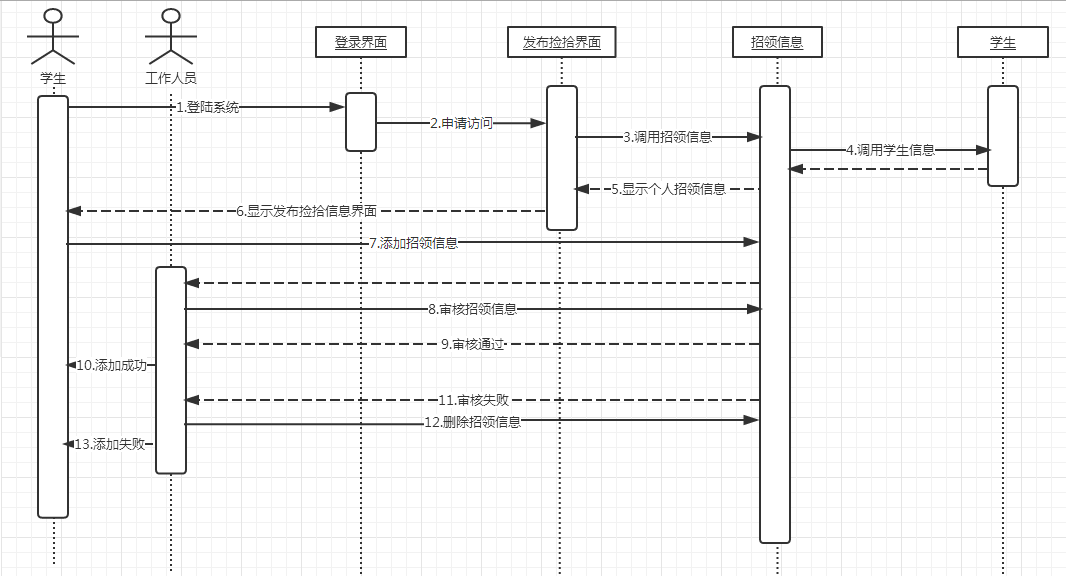 登录界面
发布捡拾界面
招领信息
学生
学生
工作人员
1.登陆系统
2.申请访问
3.调用招领信息
4.调用学生信息
5.显示个人招领信息
6.显示发布捡拾信息界面
7.添加招领信息
8.审核招领信息
9.审核通过
10.添加成功
11.审核失败
12.删除招领信息
13.添加失败